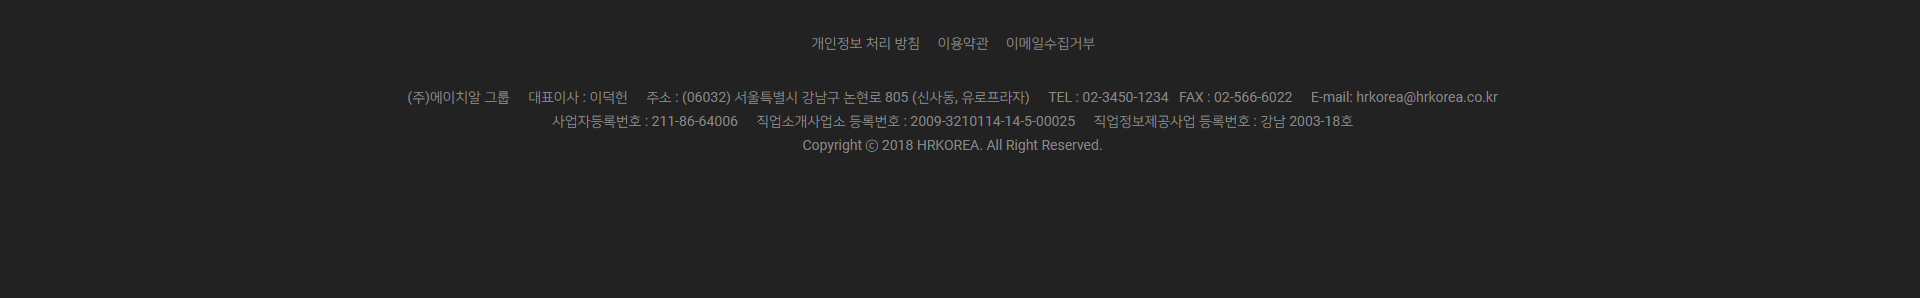 개인정보 처리 방침 이용약관 이메일수집거부
(주)에이치알 그룹 대표이사 : 이덕헌 주소 : (06032) 서울특별시 강남구 논현로 805 (신사동, 유로프라자) TEL : 02-3450-1234 FAX : 02-566-6022 E-mail: hrkorea@hrkorea.co.kr
사업자등록번호 : 211-86-64006 직업소개사업소 등록번호 : 2009-3210114-14-5-00025 직업정보제공사업 등록번호 : 강남 2003-18호
Copyright ⓒ 2018 HRKOREA. All Right Reserved.